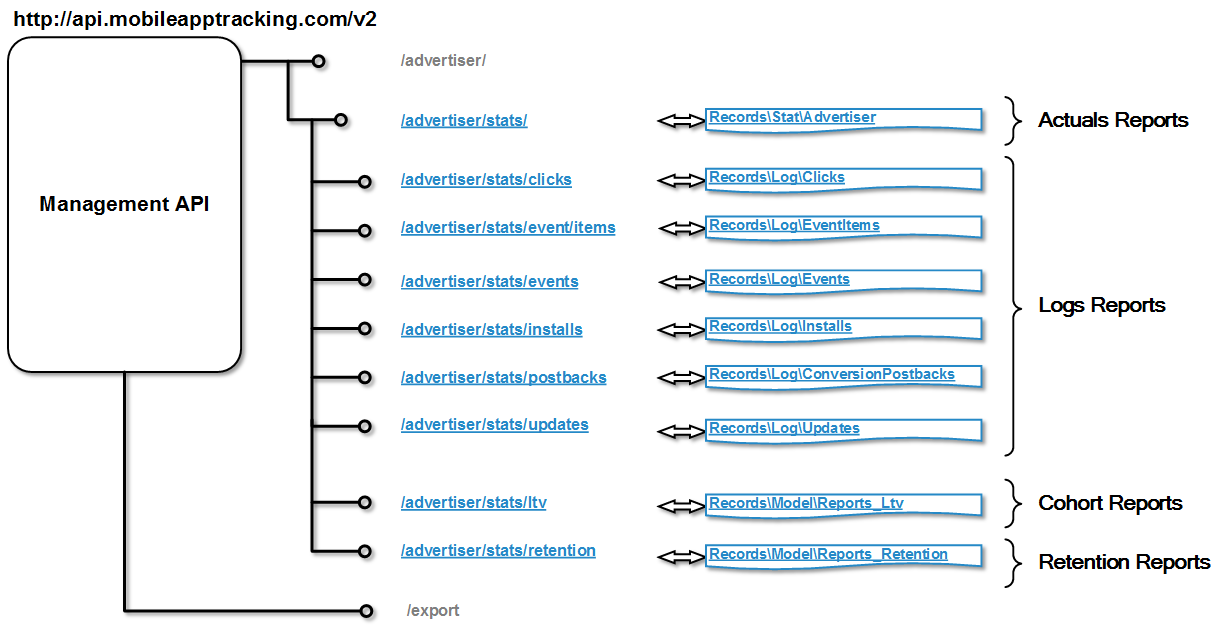 http://api.mobileapptracking.com/v2
Management API
/advertiser/
/advertiser/stats/ Records\Stat\Advertiser Actuals Reports
/advertiser/stats/clicks Records\Log\Clicks
/advertiser/stats/event/items Records\Log\EventItems
/advertiser/stats/events Records\Log\Events
Logs Reports
/advertiser/stats/installs Records\Log\Installs
/advertiser/stats/postbacks Records\Log\ConversionPostbacks
/advertiser/stats/updates Records\Log\Updates
/advertiser/stats/ltv Records\Model\Reports_Ltv Cohort Reports
/advertiser/stats/retention Records\Model\Reports_Retention Retention Reports
/export